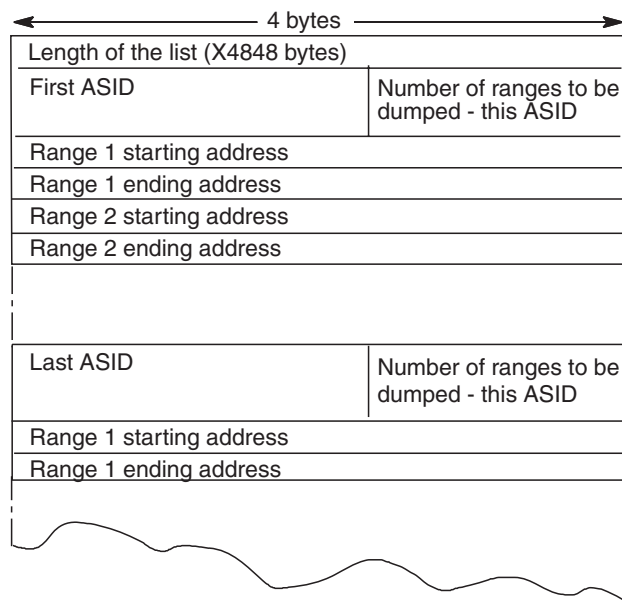 4 bytes
Length of the list (X4848 bytes)
First ASID
Number of ranges to be
dumped - this ASID
Range 1 starting address
Range 1 ending address
Range 2 starting address
Range 2 ending address
Last ASID
Number of ranges to be
dumped - this ASID
Range 1 starting address
Range 1 ending address